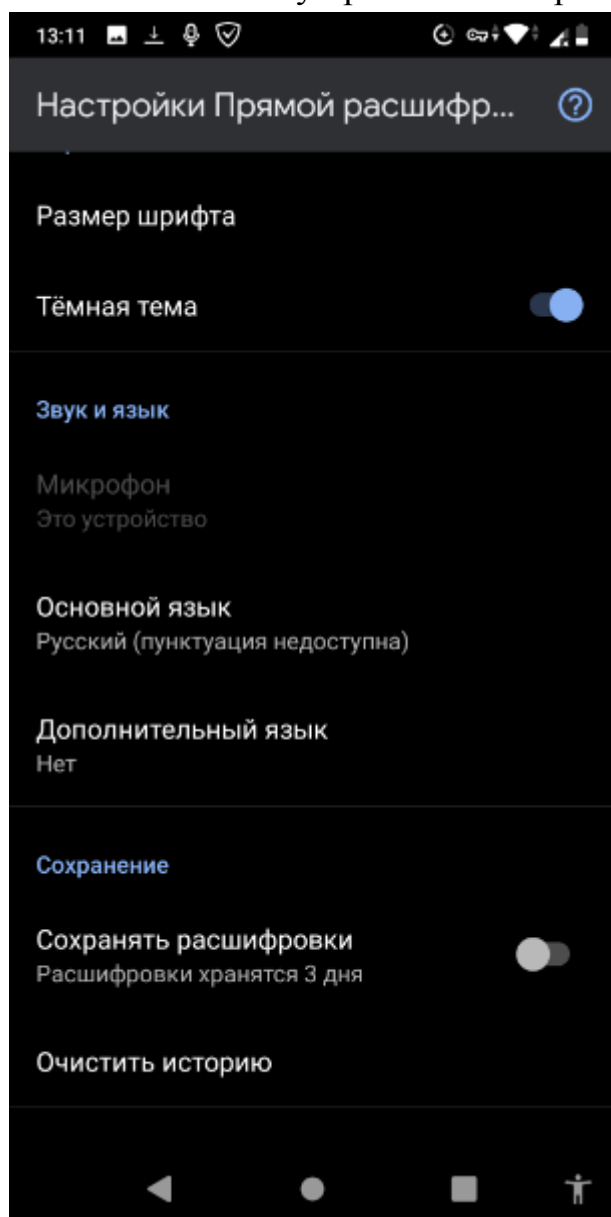 13:11
Настройки Прямой расшифр...
Размер шрифта
Тёмная тема
Звук и язык
Микрофон
Это устройство
Основной язык
Русский (пунктуация недоступна)
Дополнительный язык
Нет
Сохранение
Сохранять расшифровки
Расшифровки хранятся 3 дня
Очистить историю